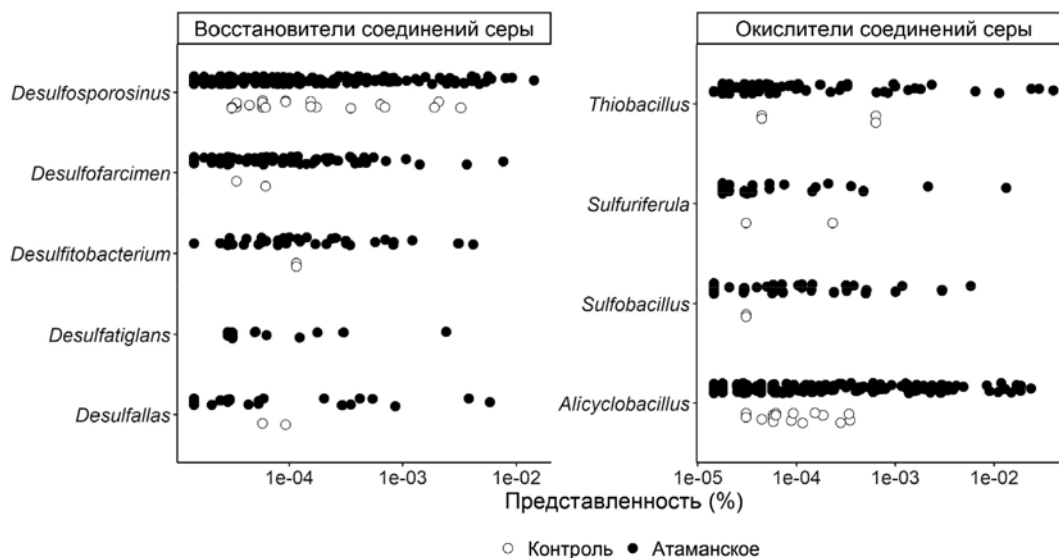 Восстановители соединений серы
Desulfosporosinus
Desulfofarcimen
Desulfitobacterium
Desulfatiglans
Desulfallas
1e-04 1e-03 1e-02
Окислители соединений серы
Thiobacillus
Sulfuriferula
Sulfobacillus
Alicyclobacillus
1e-05 1e-04 1e-03 1e-02
Представленность (%)
Контроль Атаманское